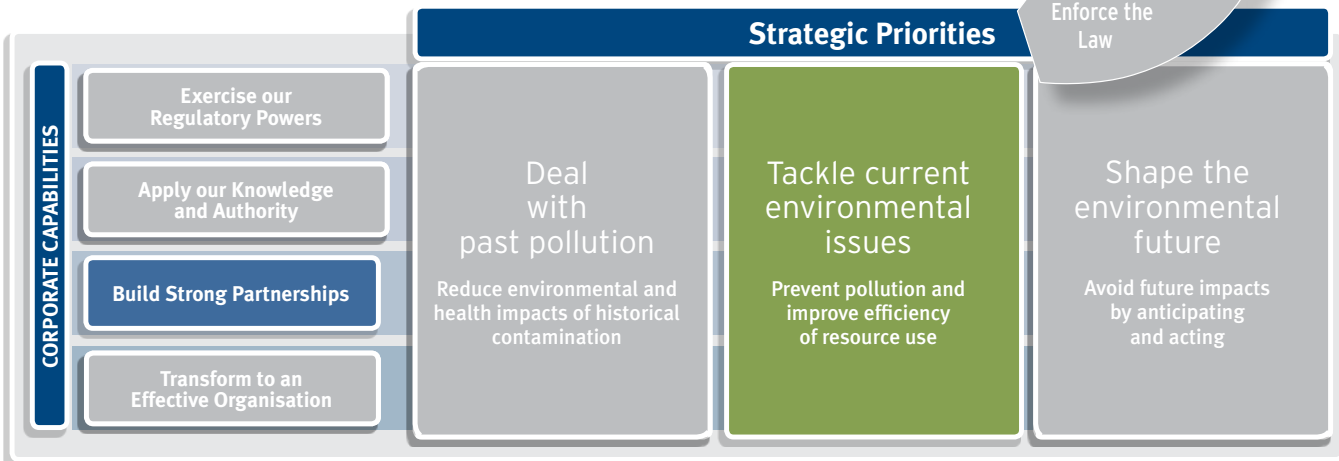 Enforce the
Law
Strategic Priorities
CORPORATE CAPABILITIES
Exercise our
Regulatory Powers
Apply our Knowledge
and Authority
Build Strong Partnerships
Transform to an
Effective Organisation
Deal
with
past pollution
Reduce environmental and
health impacts of historical
contamination
Tackle current
environmental
issues
Prevent pollution and
improve efficiency
of resource use
Shape the
environmental
future
Avoid future impacts
by anticipating
and acting